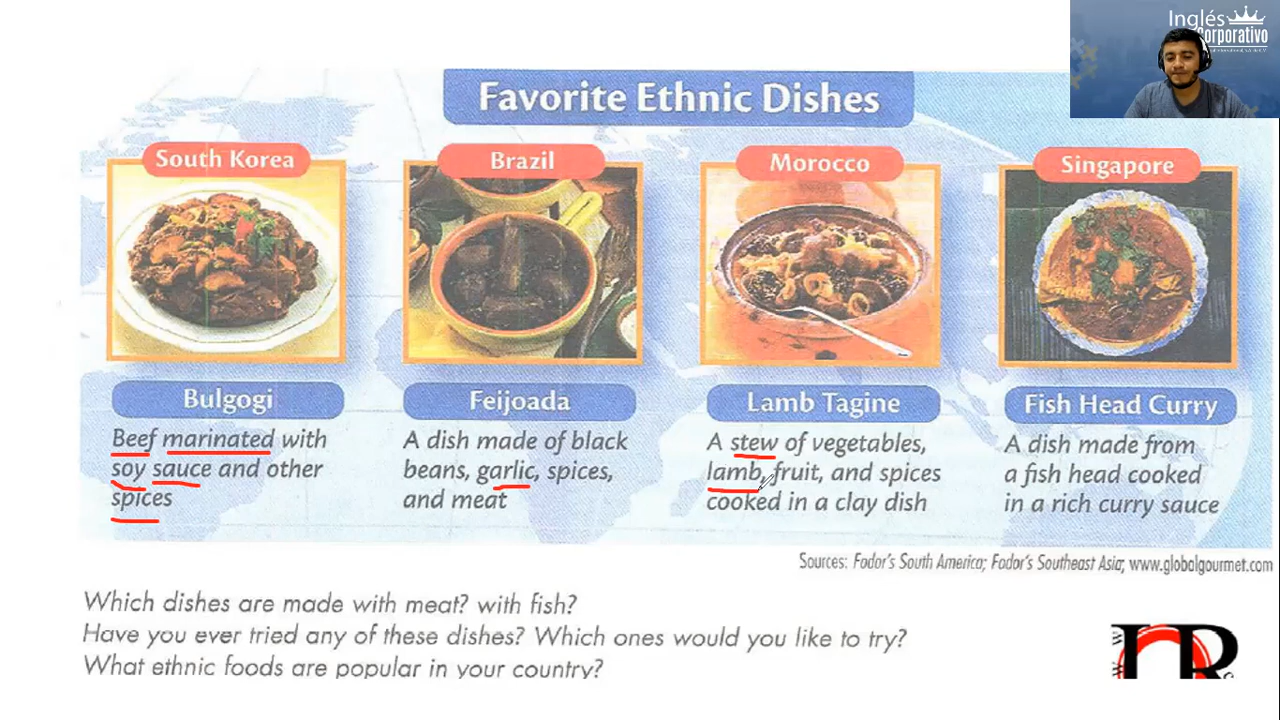 Inglés
Corporativo
Favorite Ethnic Dishes
South Korea
Bulgogi
Beef marinated with
soy sauce and other
spices
Brazil
Feijoada
A dish made of black
beans, garlic, spices,
and meat
Morocco
Lamb Tagine
A stew of vegetables,
lamb, fruit, and spices
cooked in a clay dish
Singapore
Fish Head Curry
A dish made from
a fish head cooked
in a rich curry sauce
Sources: Fodor's South America; Fodor's Southeast Asia; www.globalgourmet.com
Which dishes are made with meat? with fish?
Have you ever tried any of these dishes? Which ones would you like to try?
What ethnic foods are popular in your country?